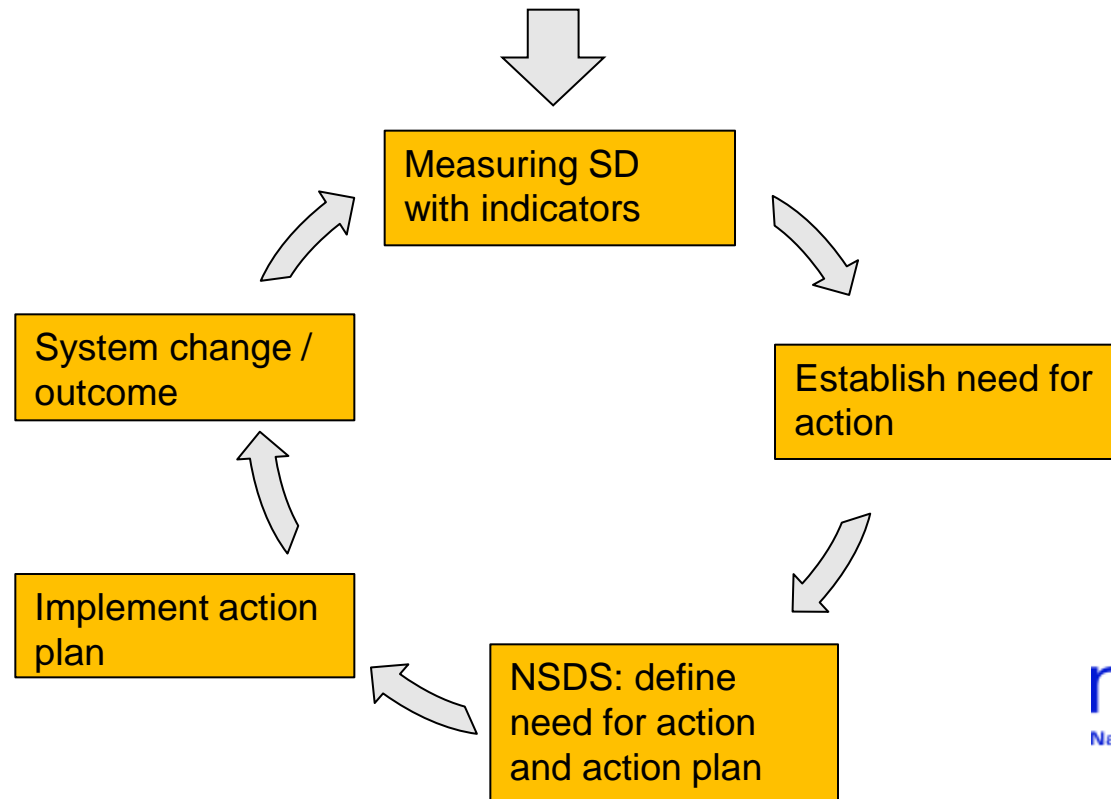 Measuring SD
with indicators
System change /
outcome
Establish need for
action
Implement action
plan
NSDS: define
need for action
and action plan